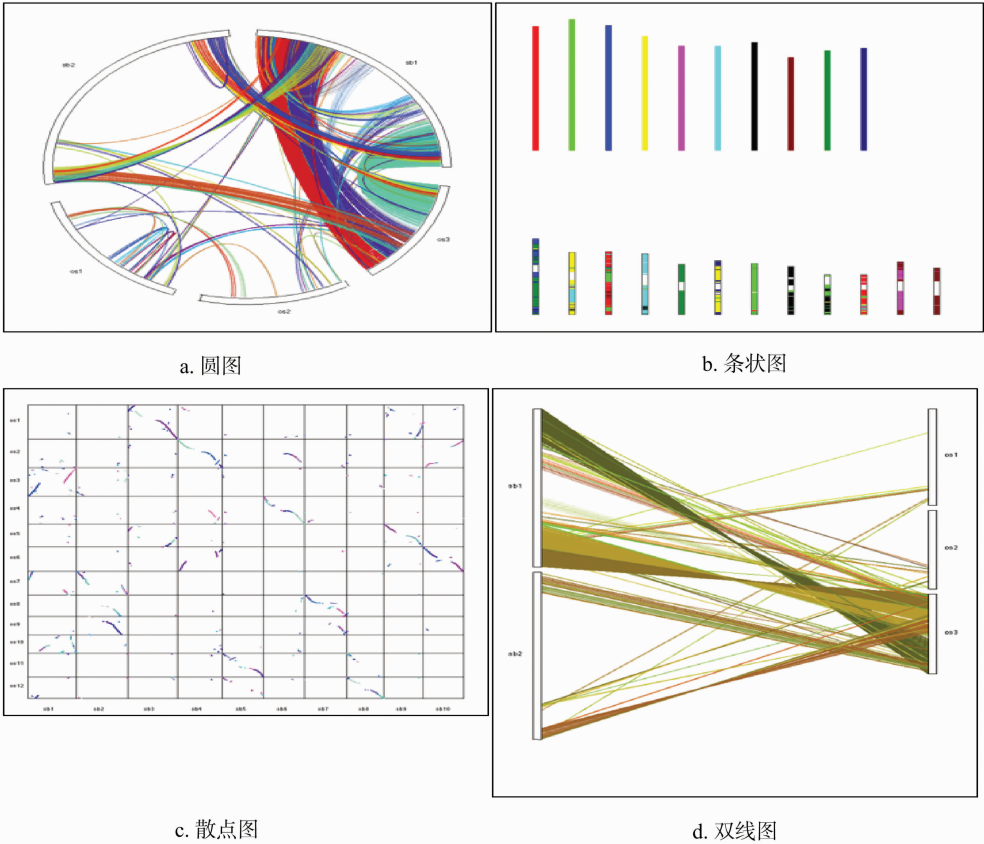 sb2
sb1
os3
os1
os2
a. 圆图
b. 条状图
os1
os2
os3
os4
os5
os6
os7
os8
os9
os10
os11
os12
sb1 sb2 sb3 sb4 sb5 sb6 sb7 sb8 sb9 sb10
sb1
sb2
os1
os2
os3
c. 散点图
d. 双线图